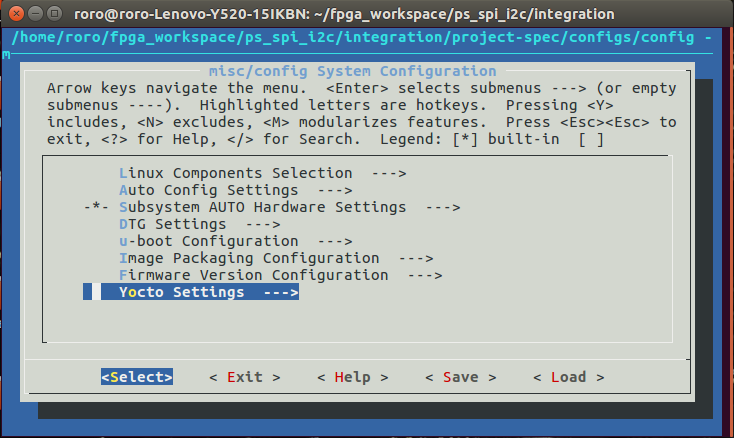 roro@roro-Lenovo-Y520-15IKBN: ~/fpga_workspace/ps_spi_i2c/integration
/home/roro/fpga_workspace/ps_spi_i2c/integration/project-spec/configs/config -
m
misc/config System Configuration
Arrow keys navigate the menu.  <Enter> selects submenus ---> (or empty
submenus ----).  Highlighted letters are hotkeys.  Pressing <Y>
includes, <N> excludes, <M> modularizes features.  Press <Esc><Esc> to
exit, <?> for Help, </> for Search.  Legend: [*] built-in  [ ]
Linux Components Selection  --->
Auto Config Settings  --->
-*- Subsystem AUTO Hardware Settings  --->
DTG Settings  --->
u-boot Configuration  --->
Image Packaging Configuration  --->
Firmware Version Configuration  --->
Yocto Settings  --->
<Select>    < Exit >    < Help >    < Save >    < Load >